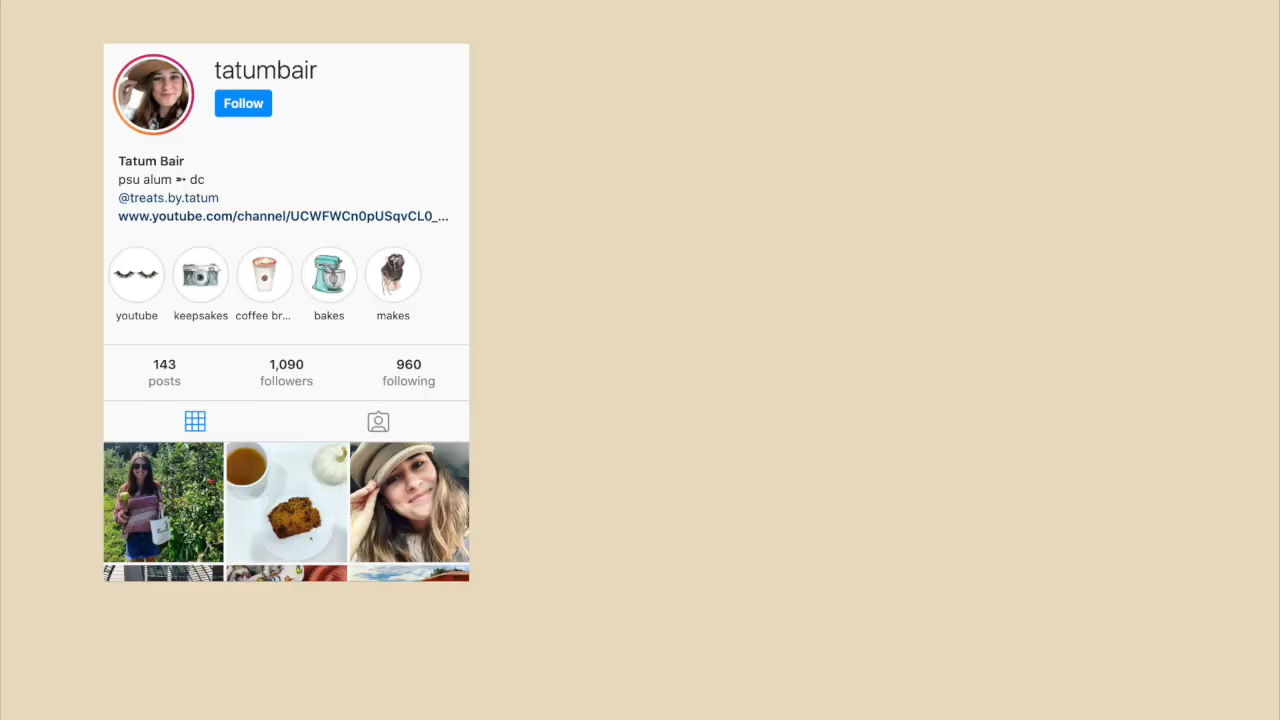 tatumbair
Follow
Tatum Bair
psu alum ➵ dc
@treats.by.tatum
www.youtube.com/channel/UCWFWCn0pUSqvCL0_...
youtube keepsakes coffee br... bakes makes
143 1,090 960
posts followers following